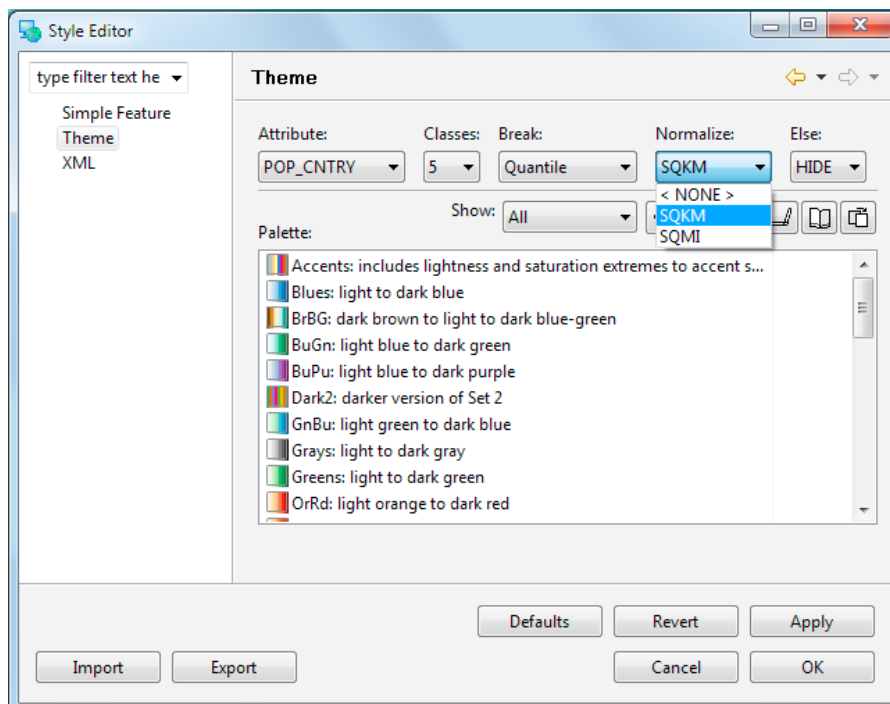 Style Editor
type filter text he
Simple Feature
Theme
XML
Theme
Attribute: Classes: Break: Normalize: Else:
POP_CNTRY 5 Quantile SQKM HIDE
< NONE >
SQKM
SQMI
Show: All
Palette:
Accents: includes lightness and saturation extremes to accent s...
Blues: light to dark blue
BrBG: dark brown to light to dark blue-green
BuGn: light blue to dark green
BuPu: light blue to dark purple
Dark2: darker version of Set 2
GnBu: light green to dark blue
Grays: light to dark gray
Greens: light to dark green
OrRd: light orange to dark red
Defaults Revert Apply
Import Export Cancel OK